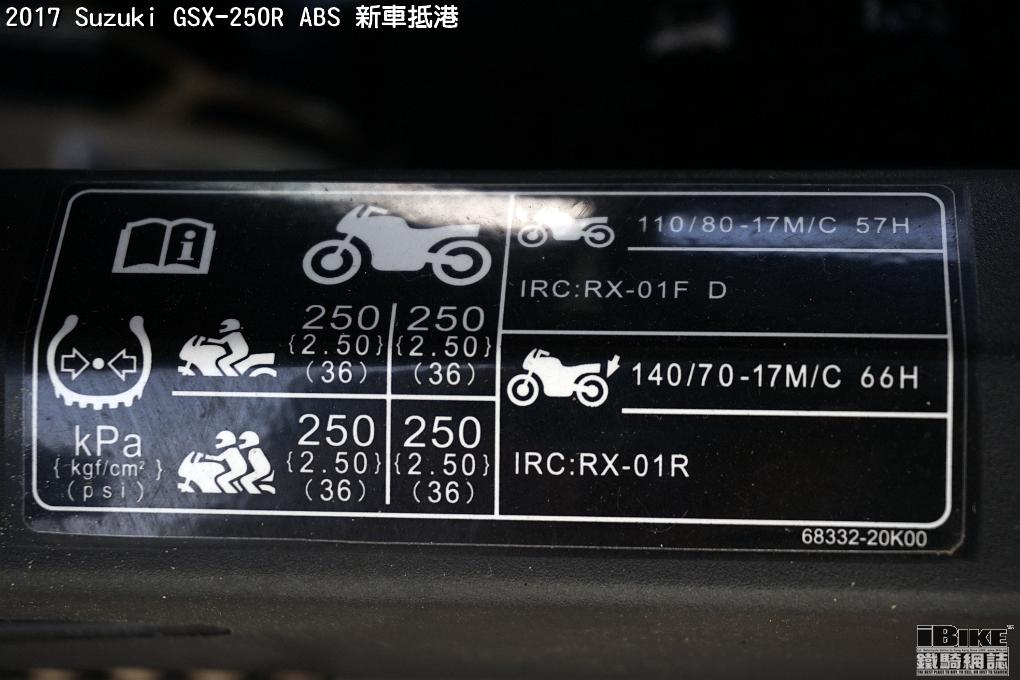 2017 Suzuki GSX-250R ABS 新車抵港
110/80-17M/C 57H
IRC:RX-01F D
250 250
{2.50} {2.50}
(36) (36)
140/70-17M/C 66H
kPa
{kgf/cm²}
(psi)
250 250
{2.50} {2.50}
(36) (36)
IRC:RX-01R
68332-20K00
iBIKE
鐵騎網誌